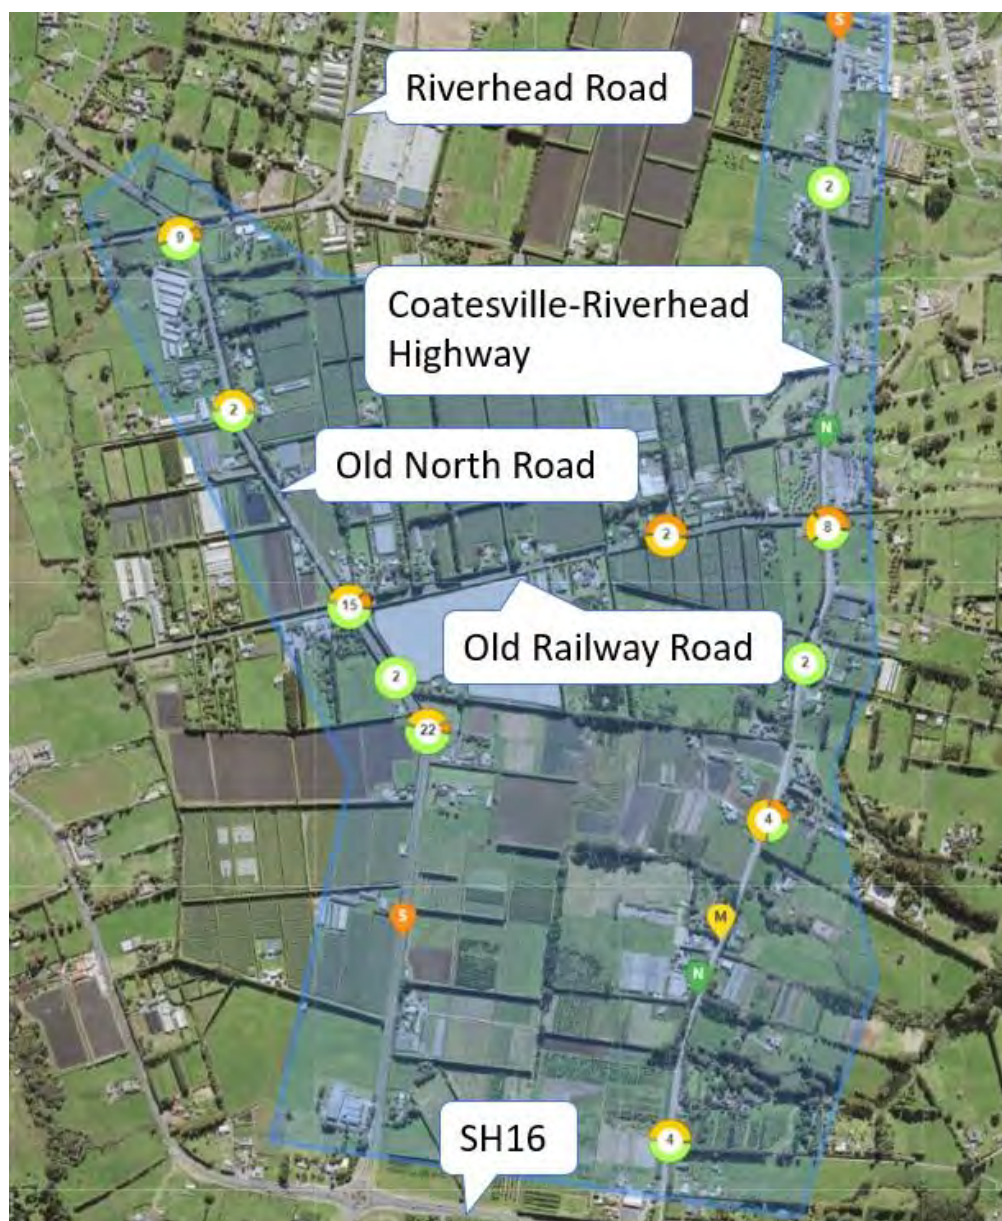 S
Riverhead Road
2
9
Coatesville-Riverhead
Highway
2
N
Old North Road
2
8
15
Old Railway Road
2
2
22
4
S
M
N
SH16
4